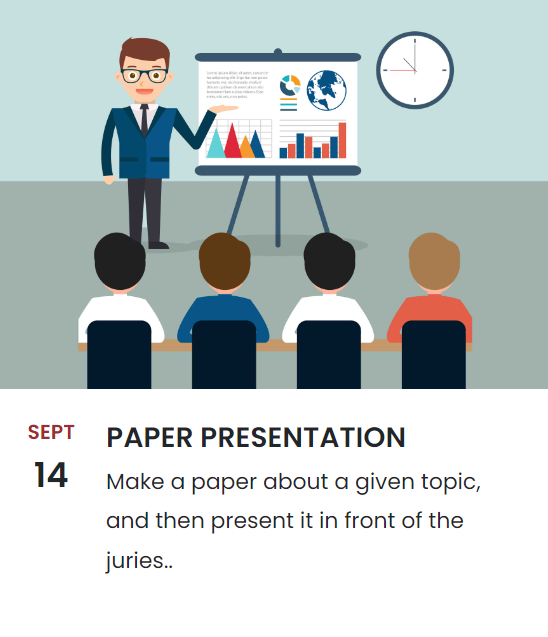 SEPT
14
PAPER PRESENTATION
Make a paper about a given topic,
and then present it in front of the
juries..